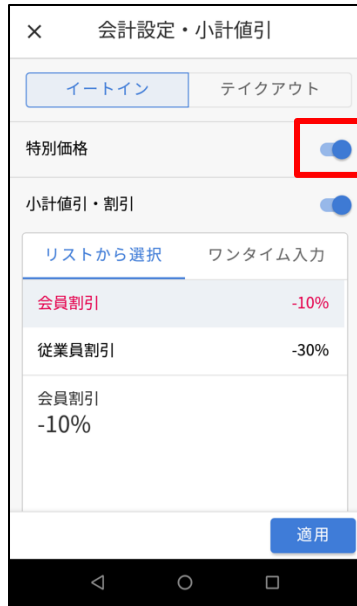 × 会計設定・小計値引
イートイン テイクアウト
特別価格
小計値引・割引
リストから選択 ワンタイム入力
会員割引 -10%
従業員割引 -30%
会員割引
-10%
適用